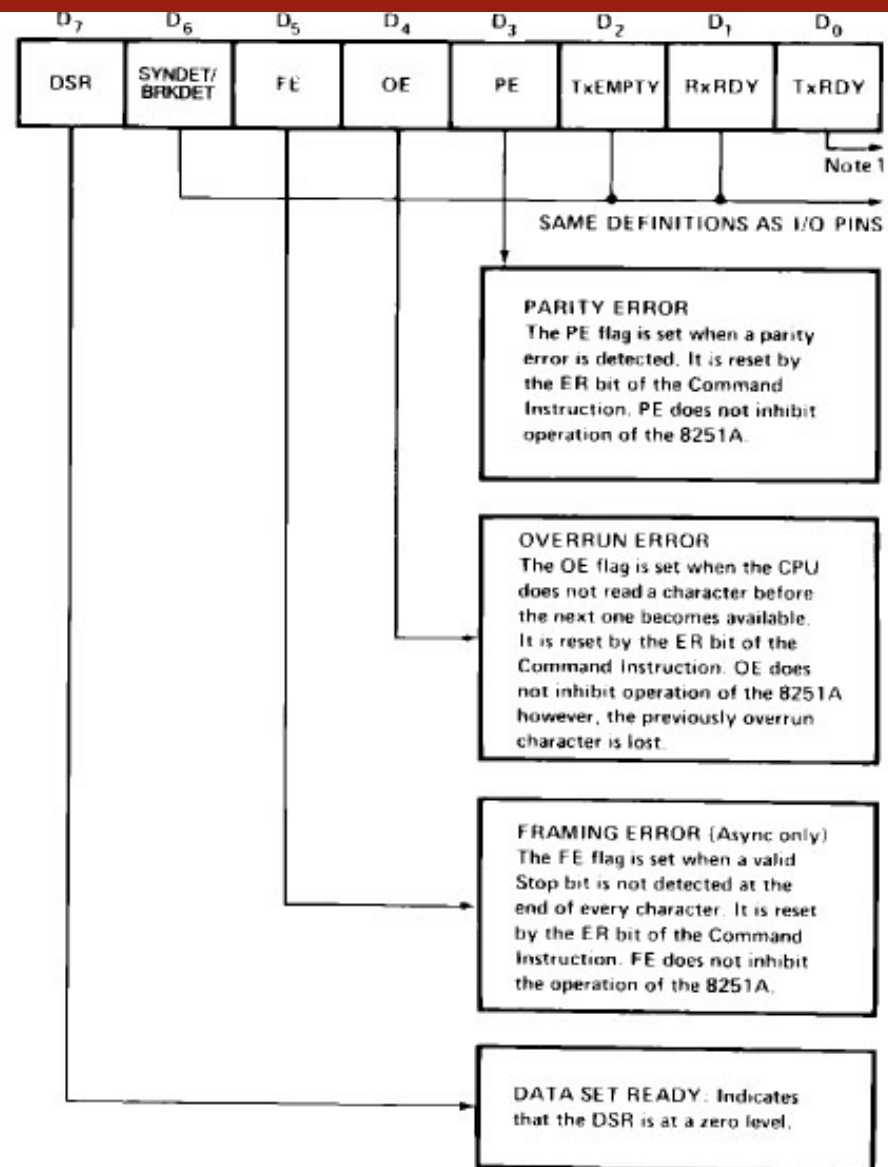 D7 D6 D5 D4 D3 D2 D1 D0
DSR SYNDET/ BRKDET FE OE PE TxEMPTY RxRDY TxRDY
Note 1
SAME DEFINITIONS AS I/O PINS
PARITY ERROR
The PE flag is set when a parity
error is detected. It is reset by
the ER bit of the Command
Instruction. PE does not inhibit
operation of the 8251A.
OVERRUN ERROR
The OE flag is set when the CPU
does not read a character before
the next one becomes available.
It is reset by the ER bit of the
Command Instruction. OE does
not inhibit operation of the 8251A
however, the previously overrun
character is lost.
FRAMING ERROR (Async only)
The FE flag is set when a valid
Stop bit is not detected at the
end of every character. It is reset
by the ER bit of the Command
Instruction. FE does not inhibit
the operation of the 8251A.
DATA SET READY: Indicates
that the DSR is at a zero level.